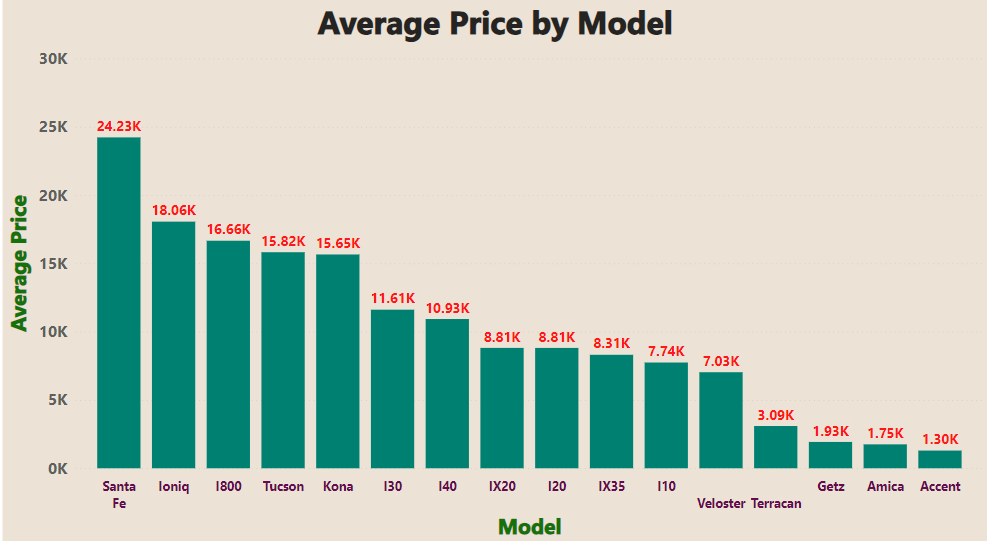 Average Price by Model
30K
25K
20K
15K
10K
5K
0K
Average Price
24.23K
18.06K
16.66K
15.82K
15.65K
11.61K
10.93K
8.81K
8.81K
8.31K
7.74K
7.03K
3.09K
1.93K
1.75K
1.30K
Santa
Fe
Ioniq
I800
Tucson
Kona
I30
I40
IX20
I20
IX35
I10
Veloster
Terracan
Getz
Amica
Accent
Model